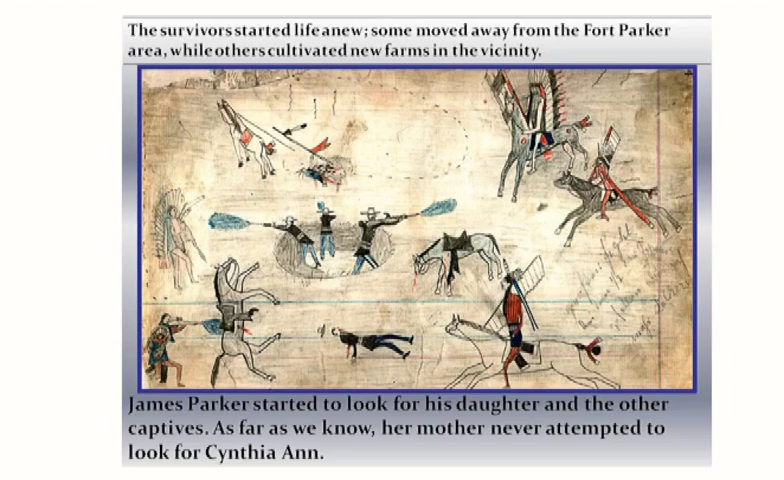 The survivors started life anew; some moved away from the Fort Parker
area, while others cultivated new farms in the vicinity.
James Parker started to look for his daughter and the other
captives. As far as we know, her mother never attempted to
look for Cynthia Ann.